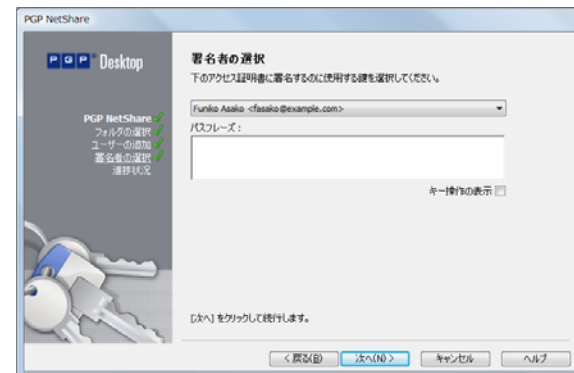 PGP NetShare
PGP Desktop
PGP NetShare
フォルダの選択
ユーザーの追加
署名者の選択
進捗状況
署名者の選択
下のアクセス証明書に署名するのに使用する鍵を選択してください。
Fumiko Asako <fasako@example.com>
パスフレーズ:
キー操作の表示
[次へ] をクリックして続行します。
< 戻る(B)
次へ(N) >
キャンセル
ヘルプ